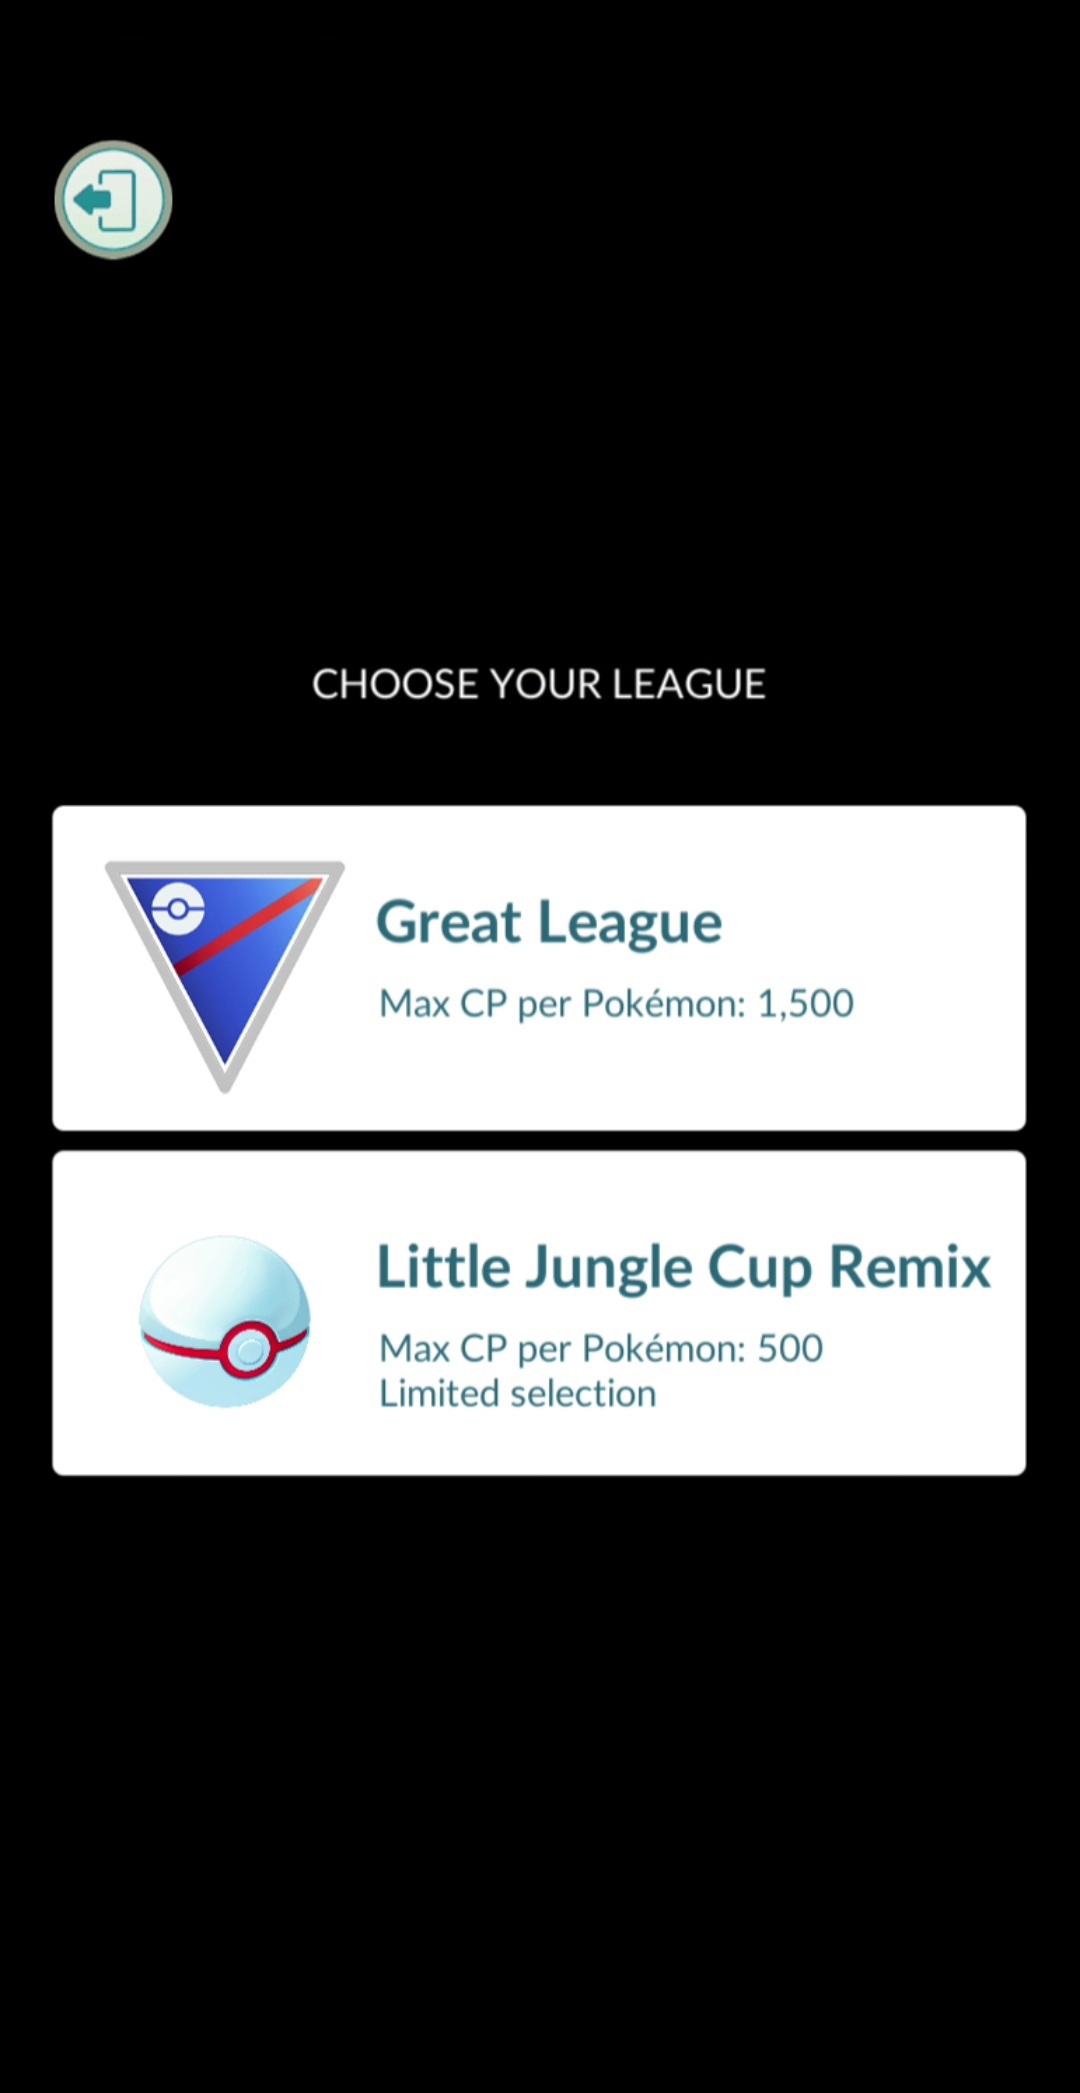 CHOOSE YOUR LEAGUE
Great League
Max CP per Pokémon: 1,500
Little Jungle Cup Remix
Max CP per Pokémon: 500
Limited selection